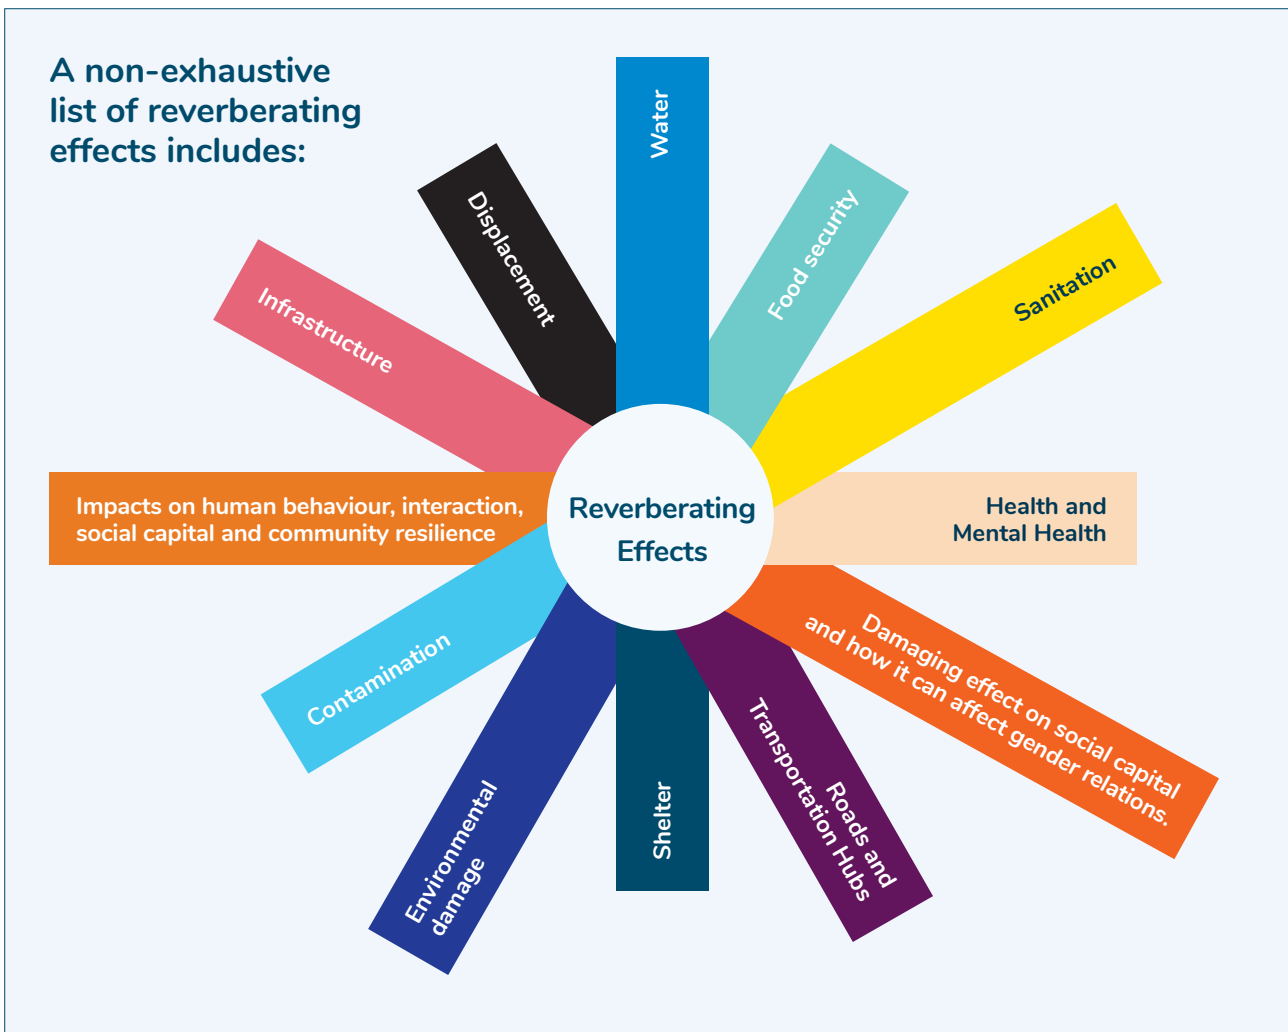 A non-exhaustive
list of reverberating
effects includes:
Water
Food security
Sanitation
Health and
Mental Health
Damaging effect on social capital
and how it can affect gender relations.
Roads and
Transportation Hubs
Shelter
Environmental
damage
Contamination
Impacts on human behaviour, interaction,
social capital and community resilience
Infrastructure
Displacement
Reverberating
Effects